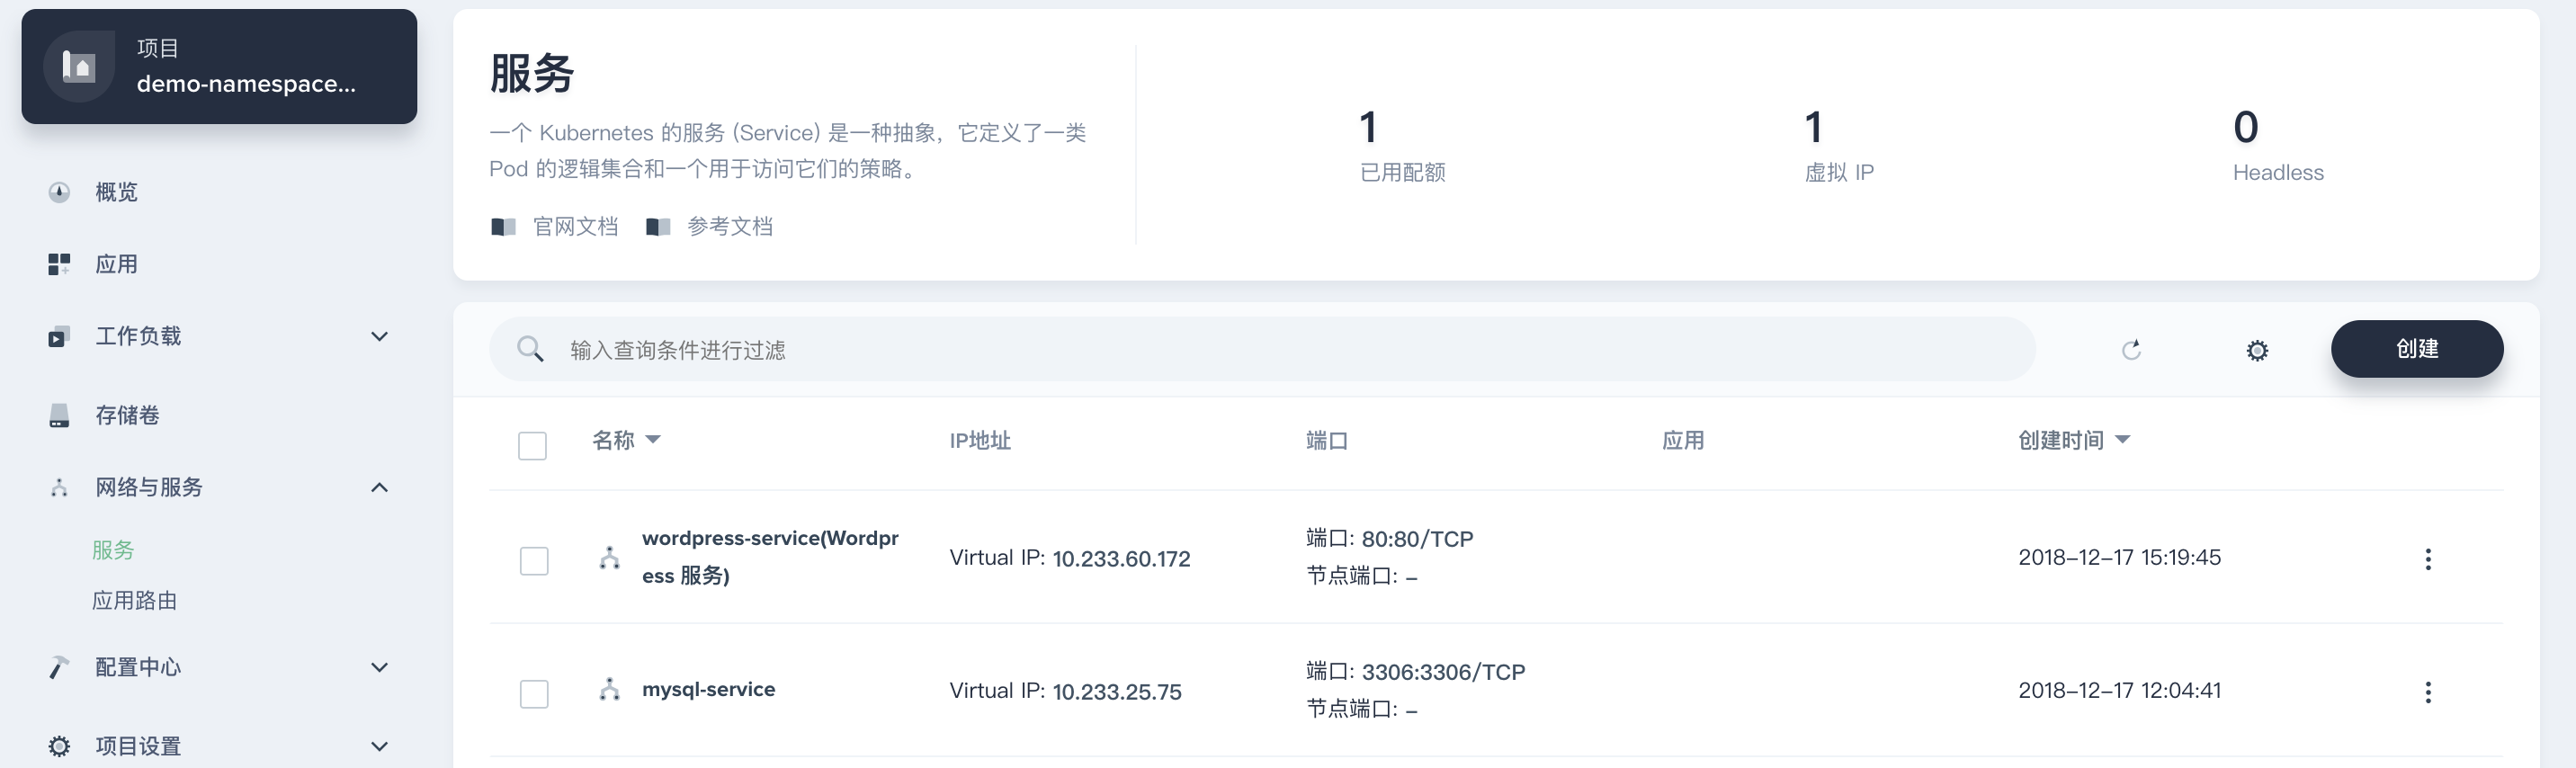 项目
demo-namespace...
概览
应用
工作负载
存储卷
网络与服务
服务
应用路由
配置中心
项目设置
服务
一个 Kubernetes 的服务 (Service) 是一种抽象，它定义了一类
Pod 的逻辑集合和一个用于访问它们的策略。
官网文档 参考文档
1
已用配额
1
虚拟 IP
0
Headless
输入查询条件进行过滤
创建
名称 IP地址 端口 应用 创建时间
wordpress-service(Wordpr
ess 服务)
Virtual IP: 10.233.60.172
端口: 80:80/TCP
节点端口: –
2018–12–17 15:19:45
mysql-service
Virtual IP: 10.233.25.75
端口: 3306:3306/TCP
节点端口: –
2018–12–17 12:04:41